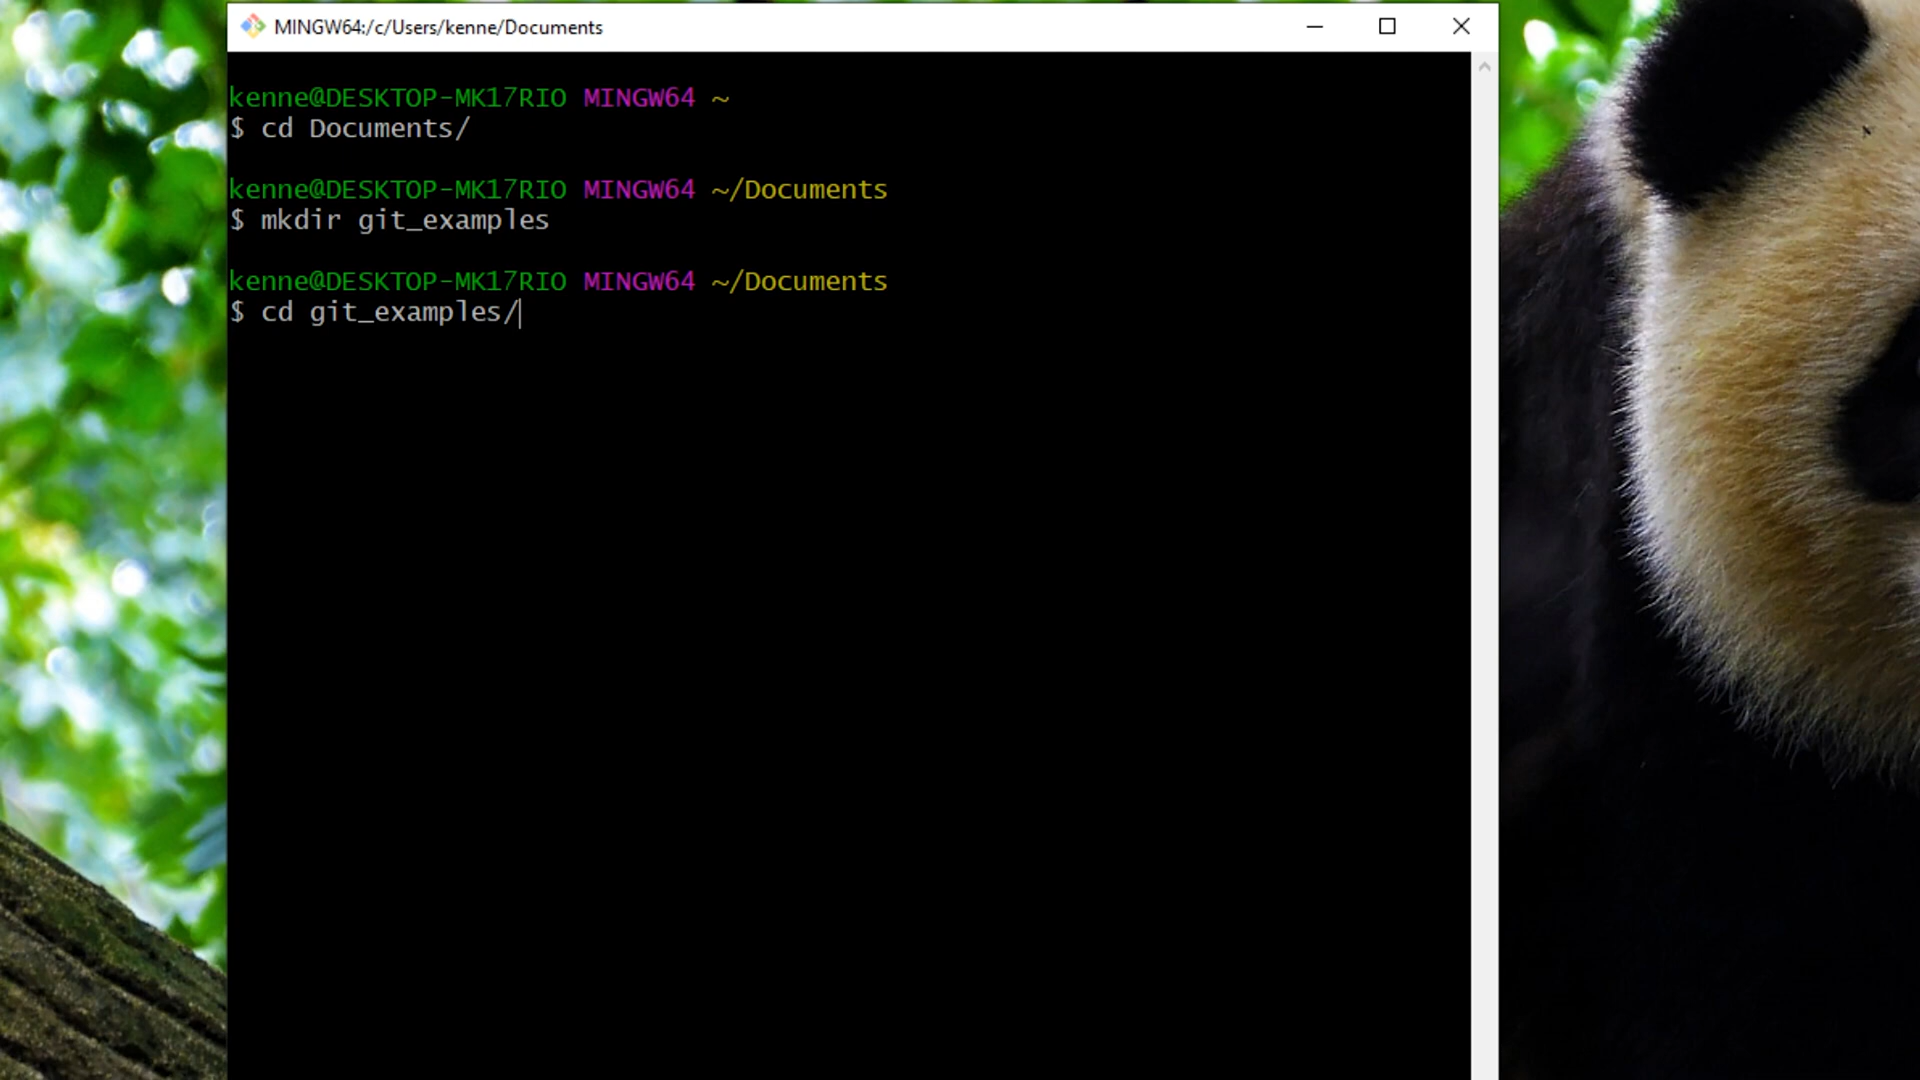 MINGW64:/c/Users/kenne/Documents
kenne@DESKTOP-MK17RIO MINGW64 ~
$ cd Documents/
kenne@DESKTOP-MK17RIO MINGW64 ~/Documents
$ mkdir git_examples
kenne@DESKTOP-MK17RIO MINGW64 ~/Documents
$ cd git_examples/